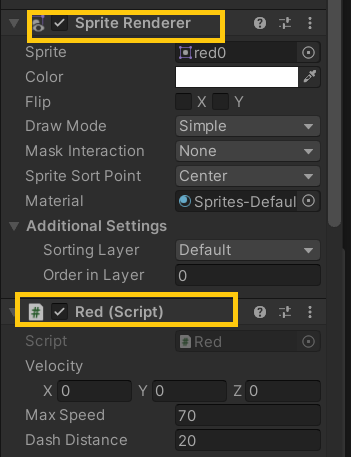 Sprite Renderer
Sprite red0
Color
Flip X Y
Draw Mode Simple
Mask Interaction None
Sprite Sort Point Center
Material Sprites-Defaul
Additional Settings
Sorting Layer Default
Order in Layer 0
# Red (Script)
Script # Red
Velocity
X 0 Y 0 Z 0
Max Speed 70
Dash Distance 20